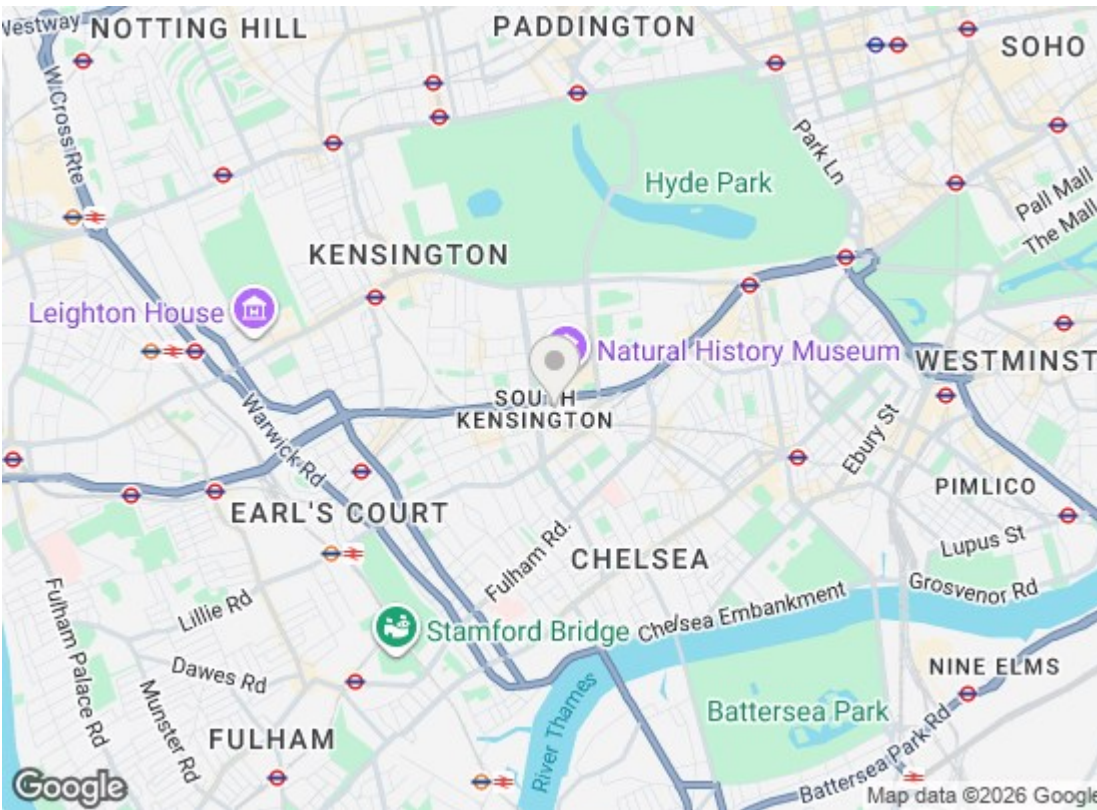 Westway
NOTTING HILL
PADDINGTON
SOHO
W Cross Rte
Park Ln
Hyde Park
Pall Mall
The Mall
KENSINGTON
Leighton House
Natural History Museum
WESTMINST
SOUTH
KENSINGTON
Warwick Rd
Ebury St
EARL'S COURT
PIMLICO
Lupus St
Fulham Rd.
CHELSEA
Grosvenor Rd
Chelsea Embankment
Fulham Palace Rd
Lillie Rd
Stamford Bridge
Dawes Rd
NINE ELMS
Munster Rd
River Thames
Battersea Park
FULHAM
Battersea Park Rd
Google
Map data ©2026 Google